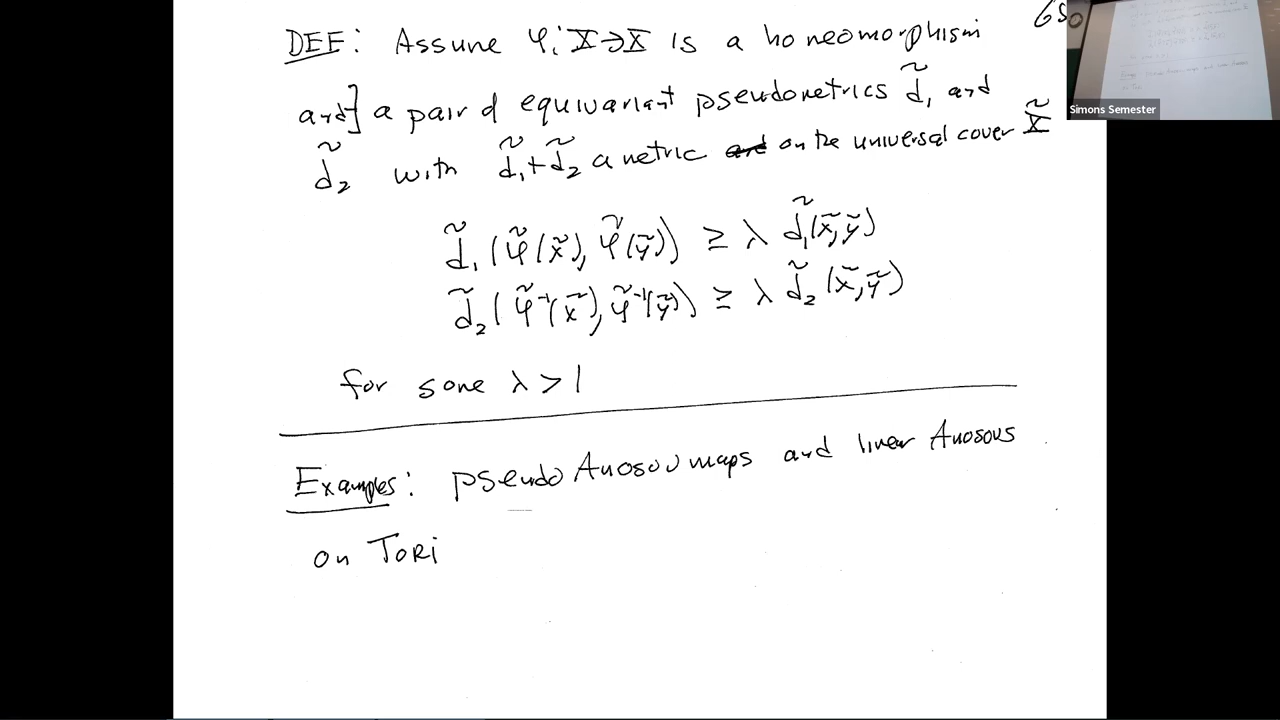 DEF: Assume φ: X→X is a homeomorphism
and ∃ a pair of equivariant pseudometrics d̃₁ and
d̃₂ with d̃₁ + d̃₂ a metric on the universal cover X̃
d̃₁(φ̃(x̃), φ̃(ỹ)) ≥ λ d̃₁(x̃,ỹ)
d̃₂(φ̃⁻¹(x̃), φ̃⁻¹(ỹ)) ≥ λ d̃₂(x̃,ỹ)
for some λ > 1
Examples: pseudo Anosov maps and linear Anosovs
on Tori
Simons Semester